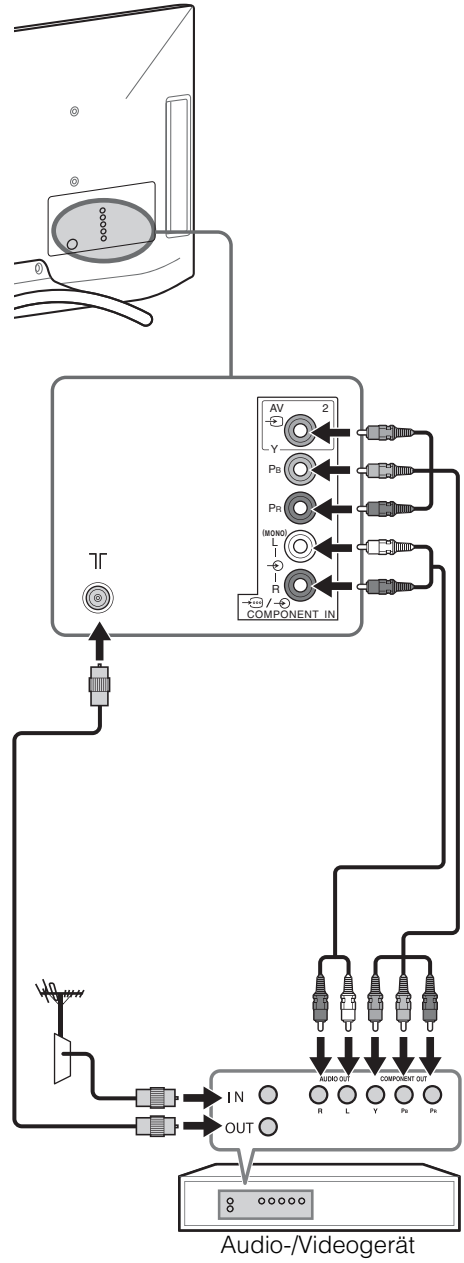 AV 2
Y
PB
PR
(MONO)
L
R
/
COMPONENT IN
AUDIO OUT COMPONENT OUT
R L Y PB PR
IN
OUT
Audio-/Videogerät